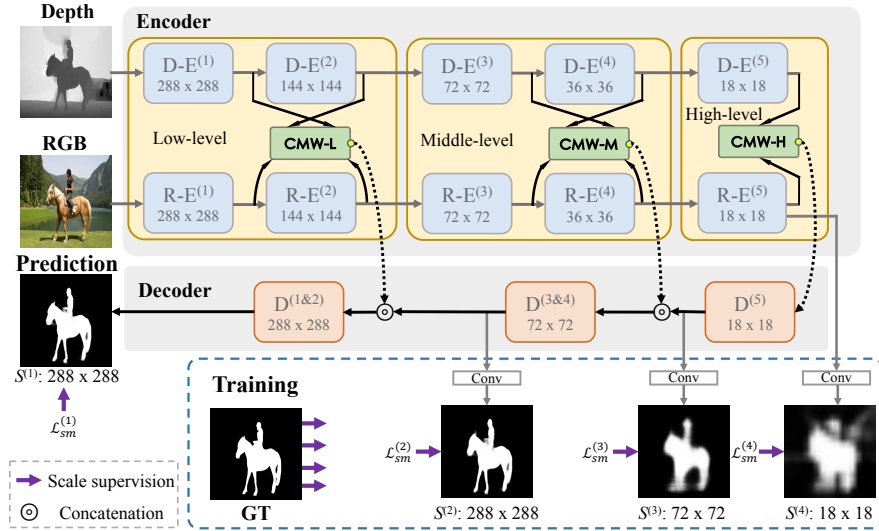 Depth
Encoder
D-E(1)
288 x 288
D-E(2)
144 x 144
D-E(3)
72 x 72
D-E(4)
36 x 36
D-E(5)
18 x 18
Low-level
CMW-L
Middle-level
CMW-M
High-level
CMW-H
RGB
R-E(1)
288 x 288
R-E(2)
144 x 144
R-E(3)
72 x 72
R-E(4)
36 x 36
R-E(5)
18 x 18
Prediction
Decoder
D(1&2)
288 x 288
D(3&4)
72 x 72
D(5)
18 x 18
S(1): 288 x 288
ℒsm(1)
Training
Conv
Conv
Conv
ℒsm(2)
ℒsm(3)
ℒsm(4)
GT
S(2): 288 x 288
S(3): 72 x 72
S(4): 18 x 18
Scale supervision
Concatenation